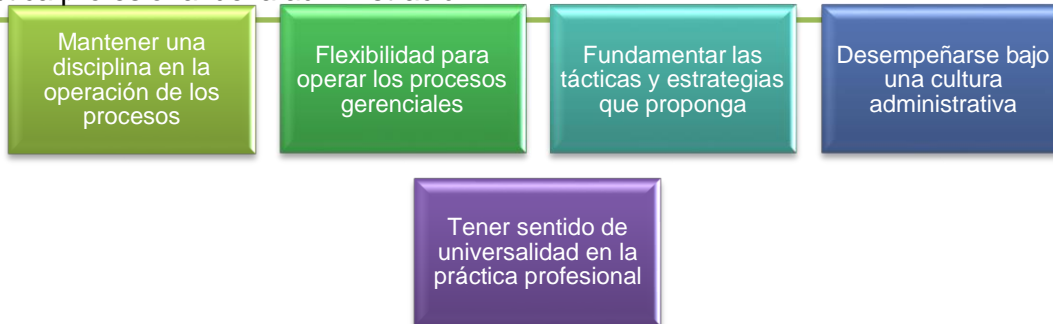 Mantener una
disciplina en la
operación de los
procesos
Flexibilidad para
operar los procesos
gerenciales
Fundamentar las
tácticas y estrategias
que proponga
Desempeñarse bajo
una cultura
administrativa
Tener sentido de
universalidad en la
práctica profesional